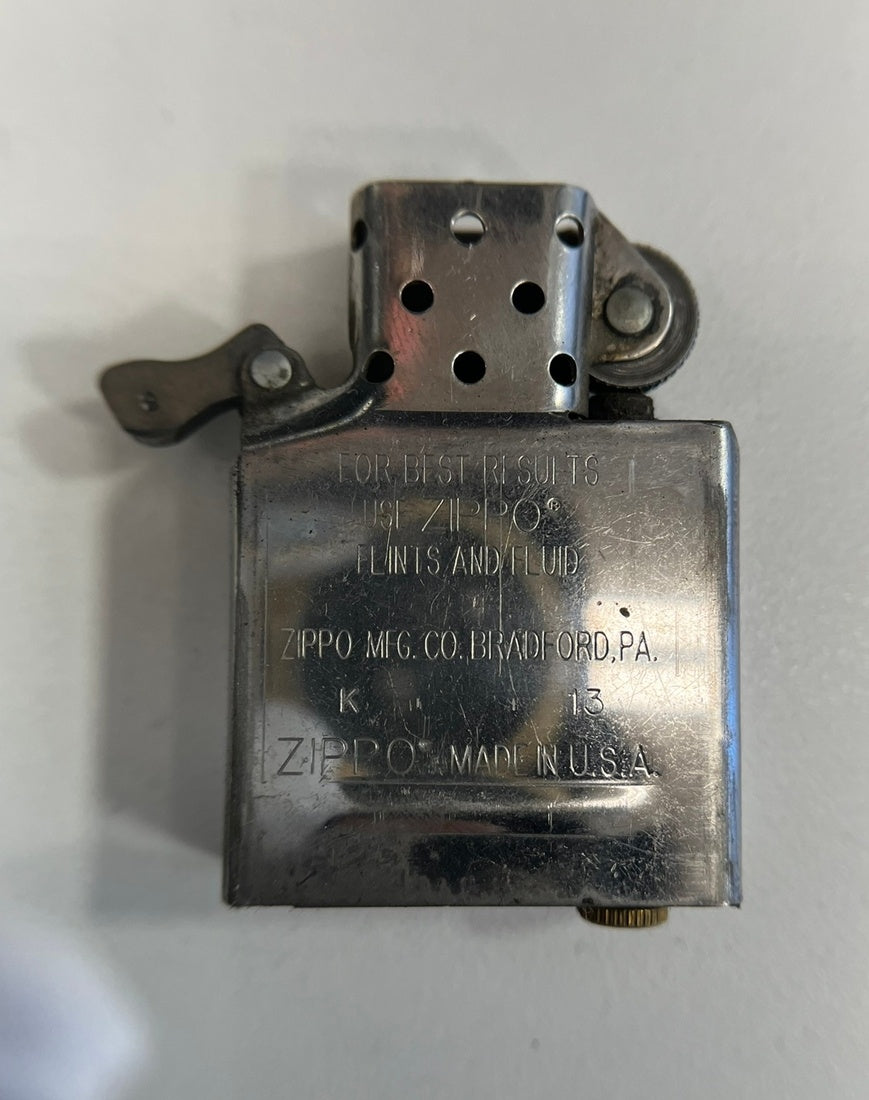 FOR BEST RESULTS
USE ZIPPO®
FLINTS AND FLUID
ZIPPO MFG. CO. BRADFORD, PA.
K 13
ZIPPO® MADE IN U.S.A.